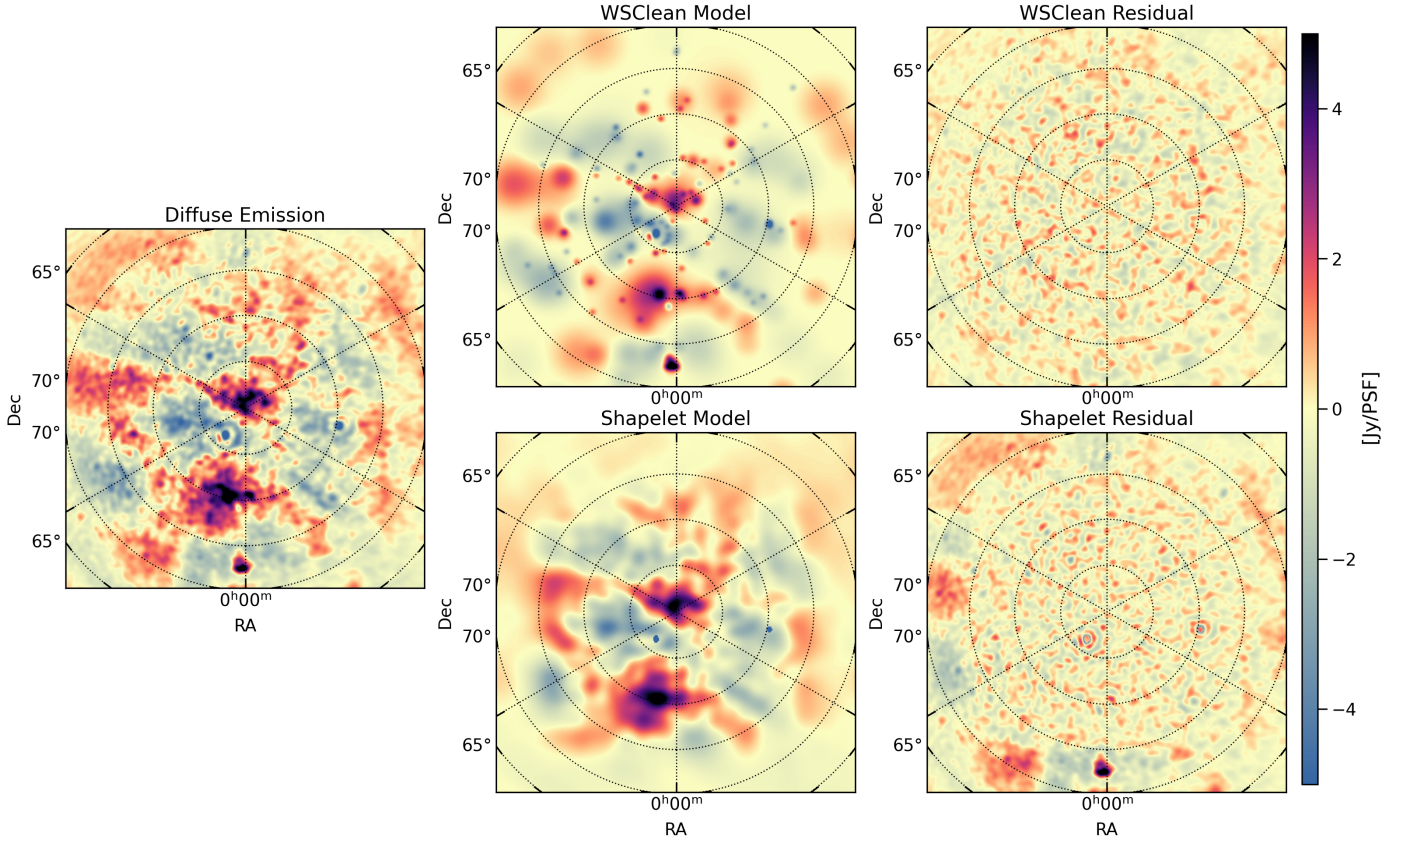 WSClean Model
WSClean Residual
65°
70°
70°
65°
Dec
0ʰ00ᵐ
65°
70°
70°
65°
Dec
0ʰ00ᵐ
Diffuse Emission
65°
70°
70°
65°
Dec
0ʰ00ᵐ
RA
Shapelet Model
Shapelet Residual
65°
70°
70°
65°
Dec
0ʰ00ᵐ
RA
65°
70°
70°
65°
Dec
0ʰ00ᵐ
RA
4
2
0
−2
−4
[Jy/PSF]